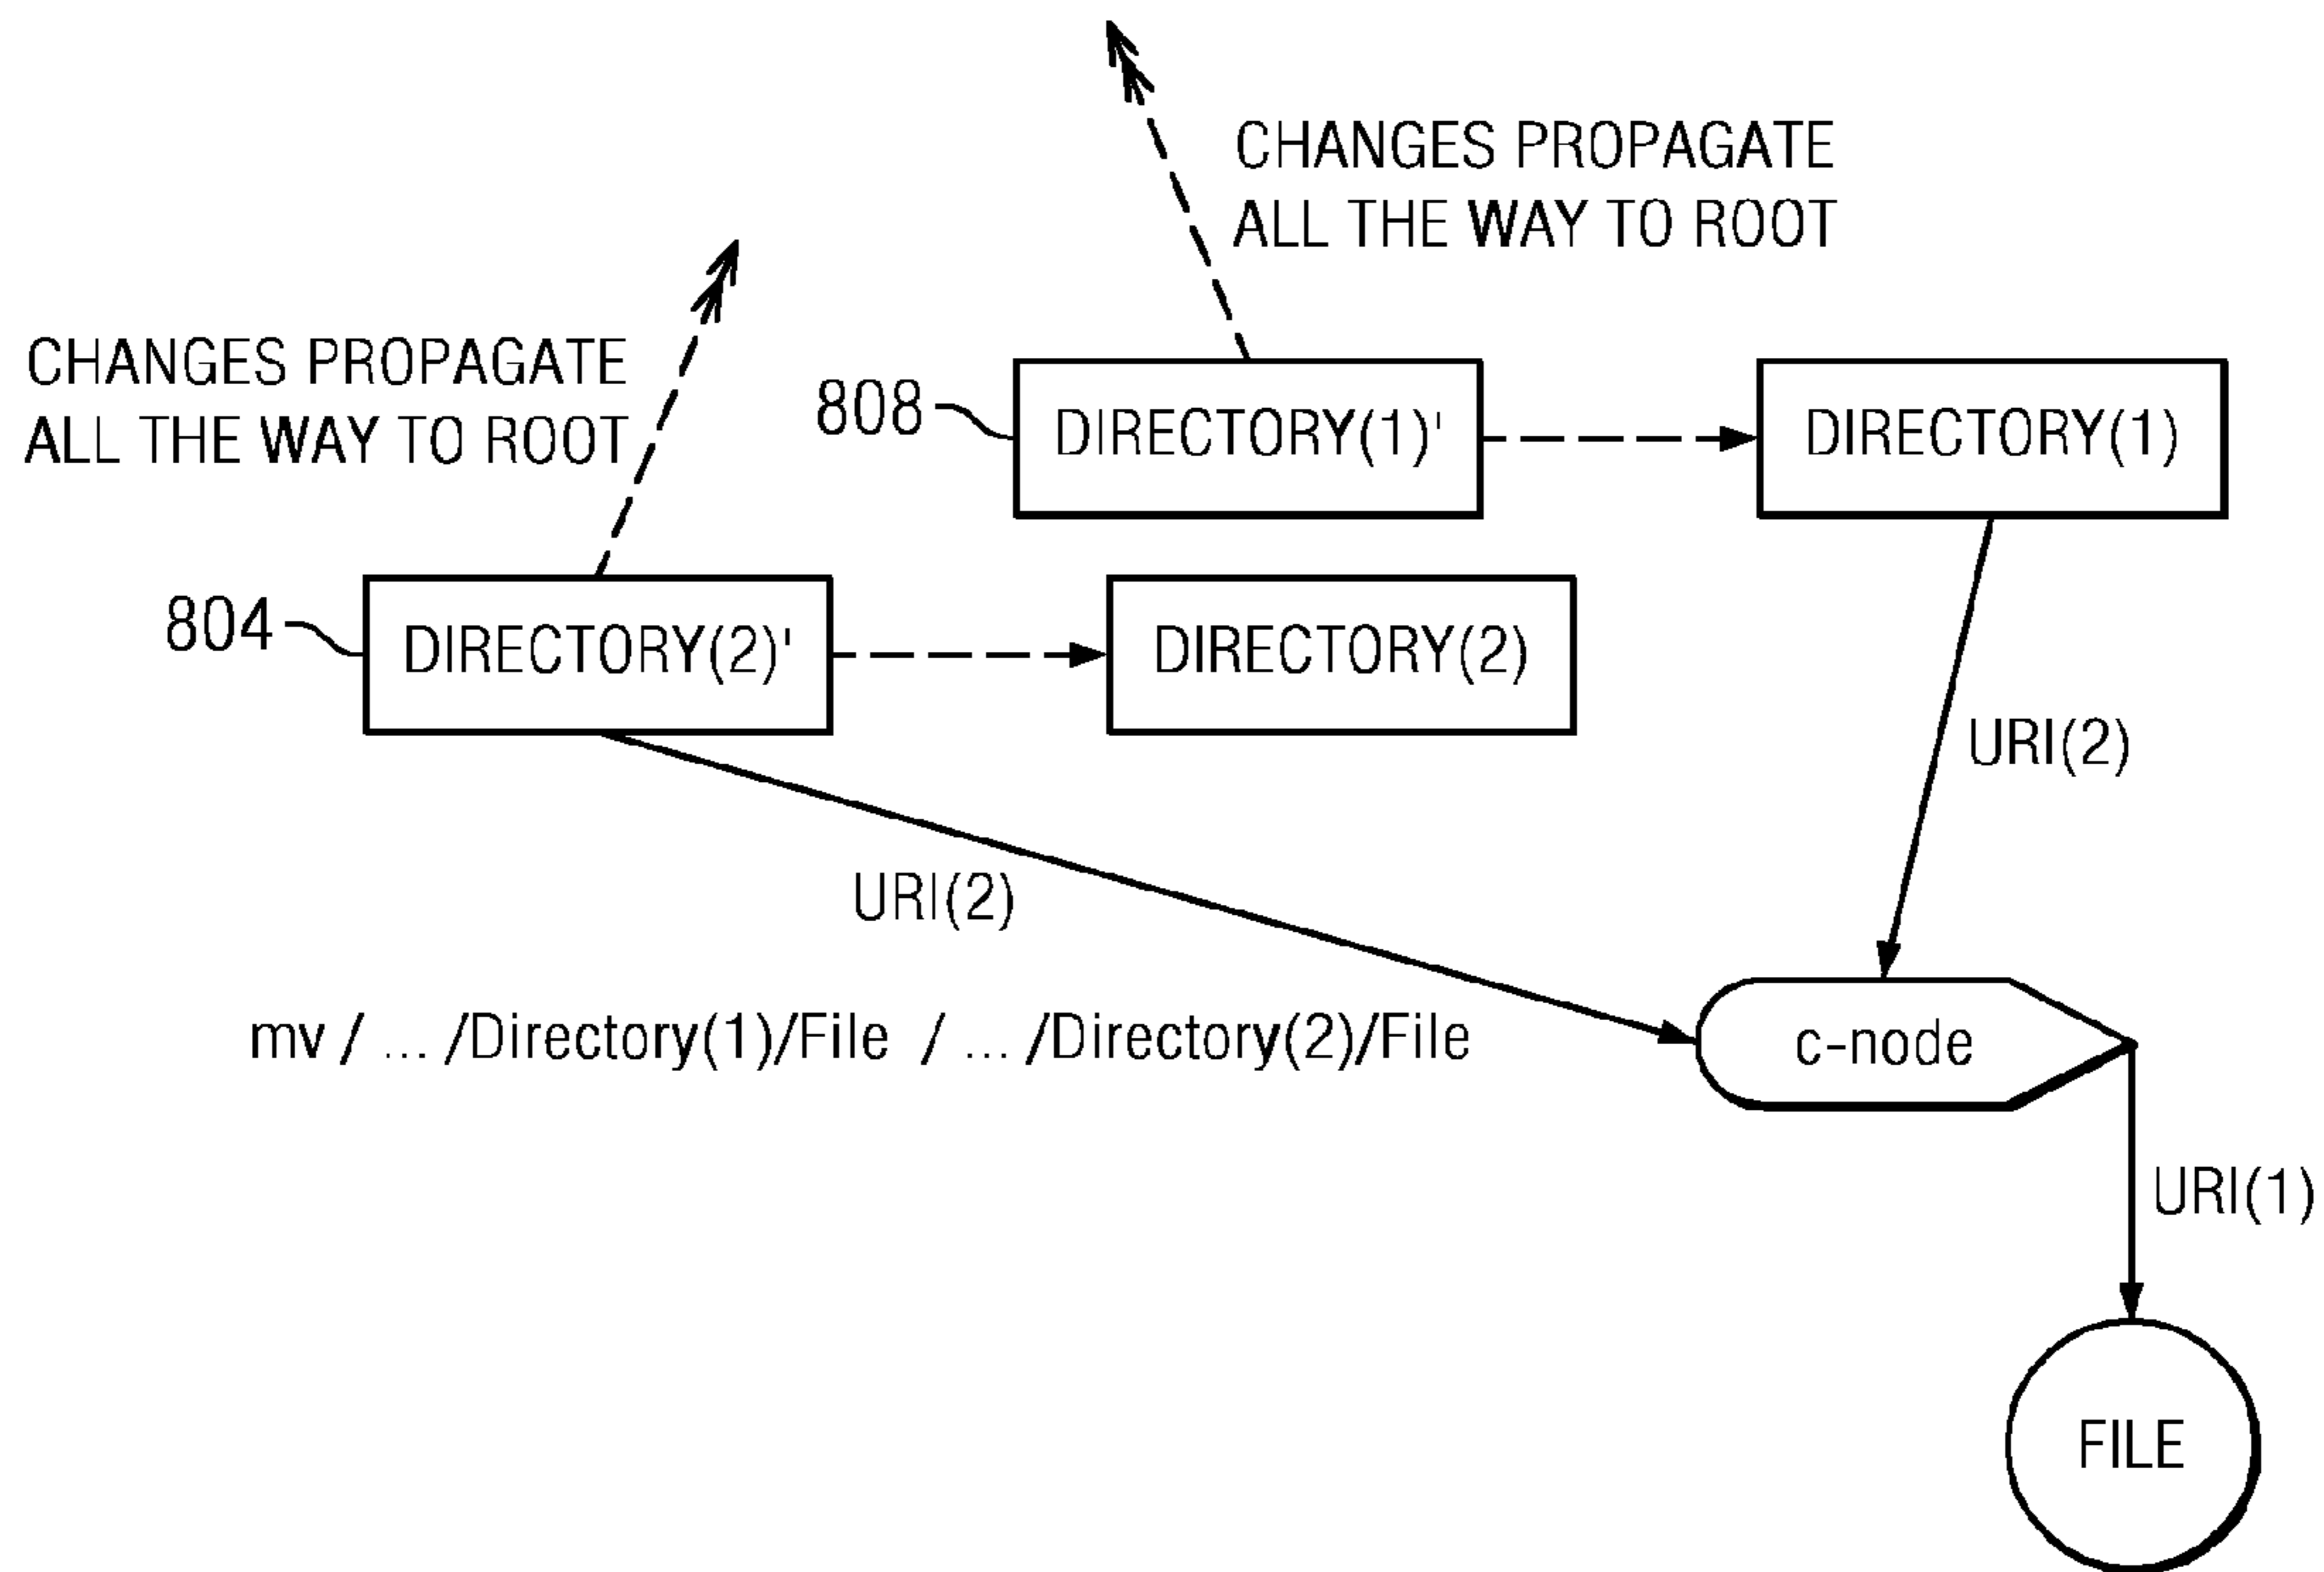 CHANGES PROPAGATE
ALL THE WAY TO ROOT
CHANGES PROPAGATE
ALL THE WAY TO ROOT
808
DIRECTORY(1)'
DIRECTORY(1)
804
DIRECTORY(2)'
DIRECTORY(2)
URI(2)
URI(2)
mv / ... /Directory(1)/File / ... /Directory(2)/File
c-node
URI(1)
FILE